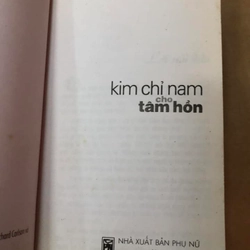 kim chỉ nam
cho
tâm hồn
NHÀ XUẤT BẢN PHỤ NỮ